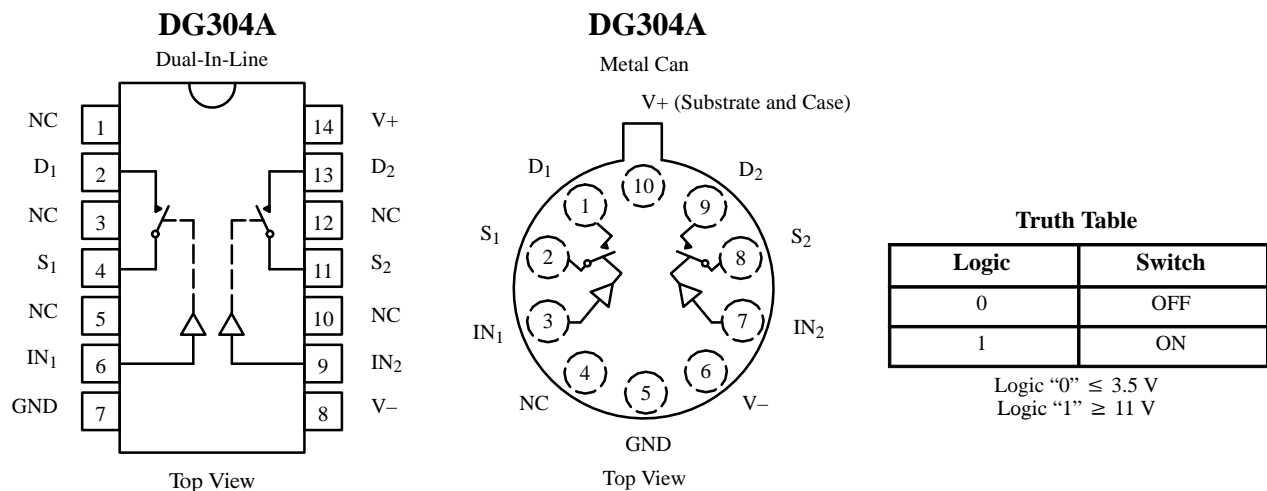 DG304A
Dual-In-Line
NC 1 14 V+
D1 2 13 D2
NC 3 12 NC
S1 4 11 S2
NC 5 10 NC
IN1 6 9 IN2
GND 7 8 V–
Top View
DG304A
Metal Can
V+ (Substrate and Case)
D1 10 D2
1 9
S1 S2
2 8
3 7
IN1 IN2
4 6
5
NC V–
GND
Top View
Truth Table
Logic Switch
0 OFF
1 ON
Logic “0” ≤ 3.5 V
Logic “1” ≥ 11 V